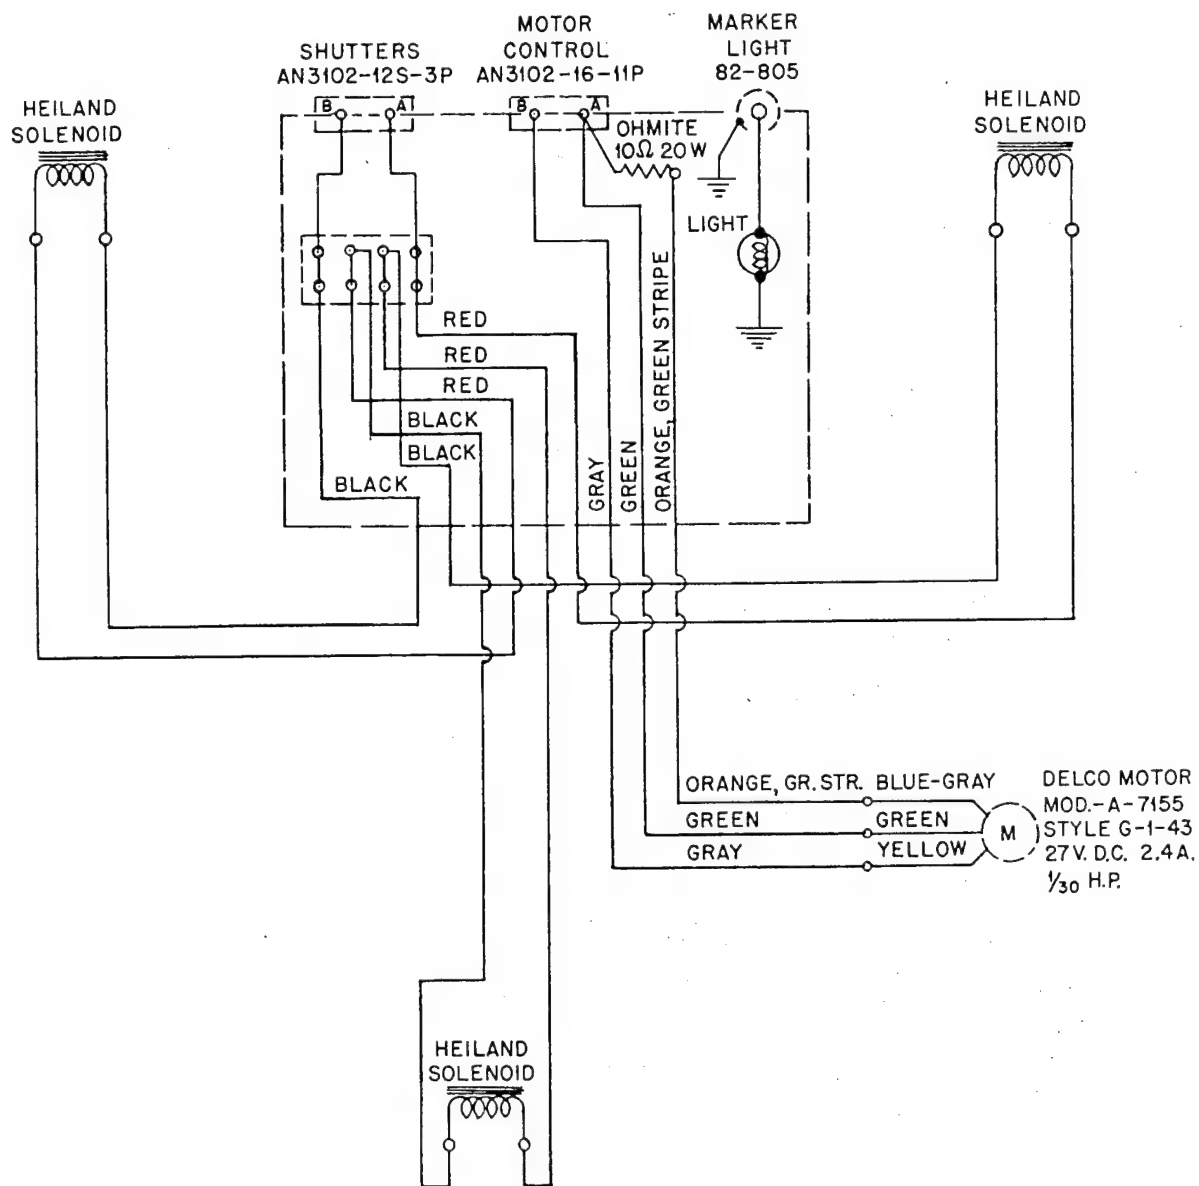 SHUTTERS
AN3102-12S-3P
MOTOR
CONTROL
AN3102-16-11P
MARKER
LIGHT
82-805
HEILAND
SOLENOID
HEILAND
SOLENOID
B
A
B
A
OHMITE
10Ω 20W
LIGHT
RED
RED
RED
BLACK
BLACK
BLACK
GRAY
GREEN
ORANGE, GREEN STRIPE
ORANGE, GR. STR.
BLUE-GRAY
GREEN
GREEN
GRAY
YELLOW
M
DELCO MOTOR
MOD.-A-7155
STYLE G-1-43
27V. D.C. 2.4A.
1/30 H.P.
HEILAND
SOLENOID